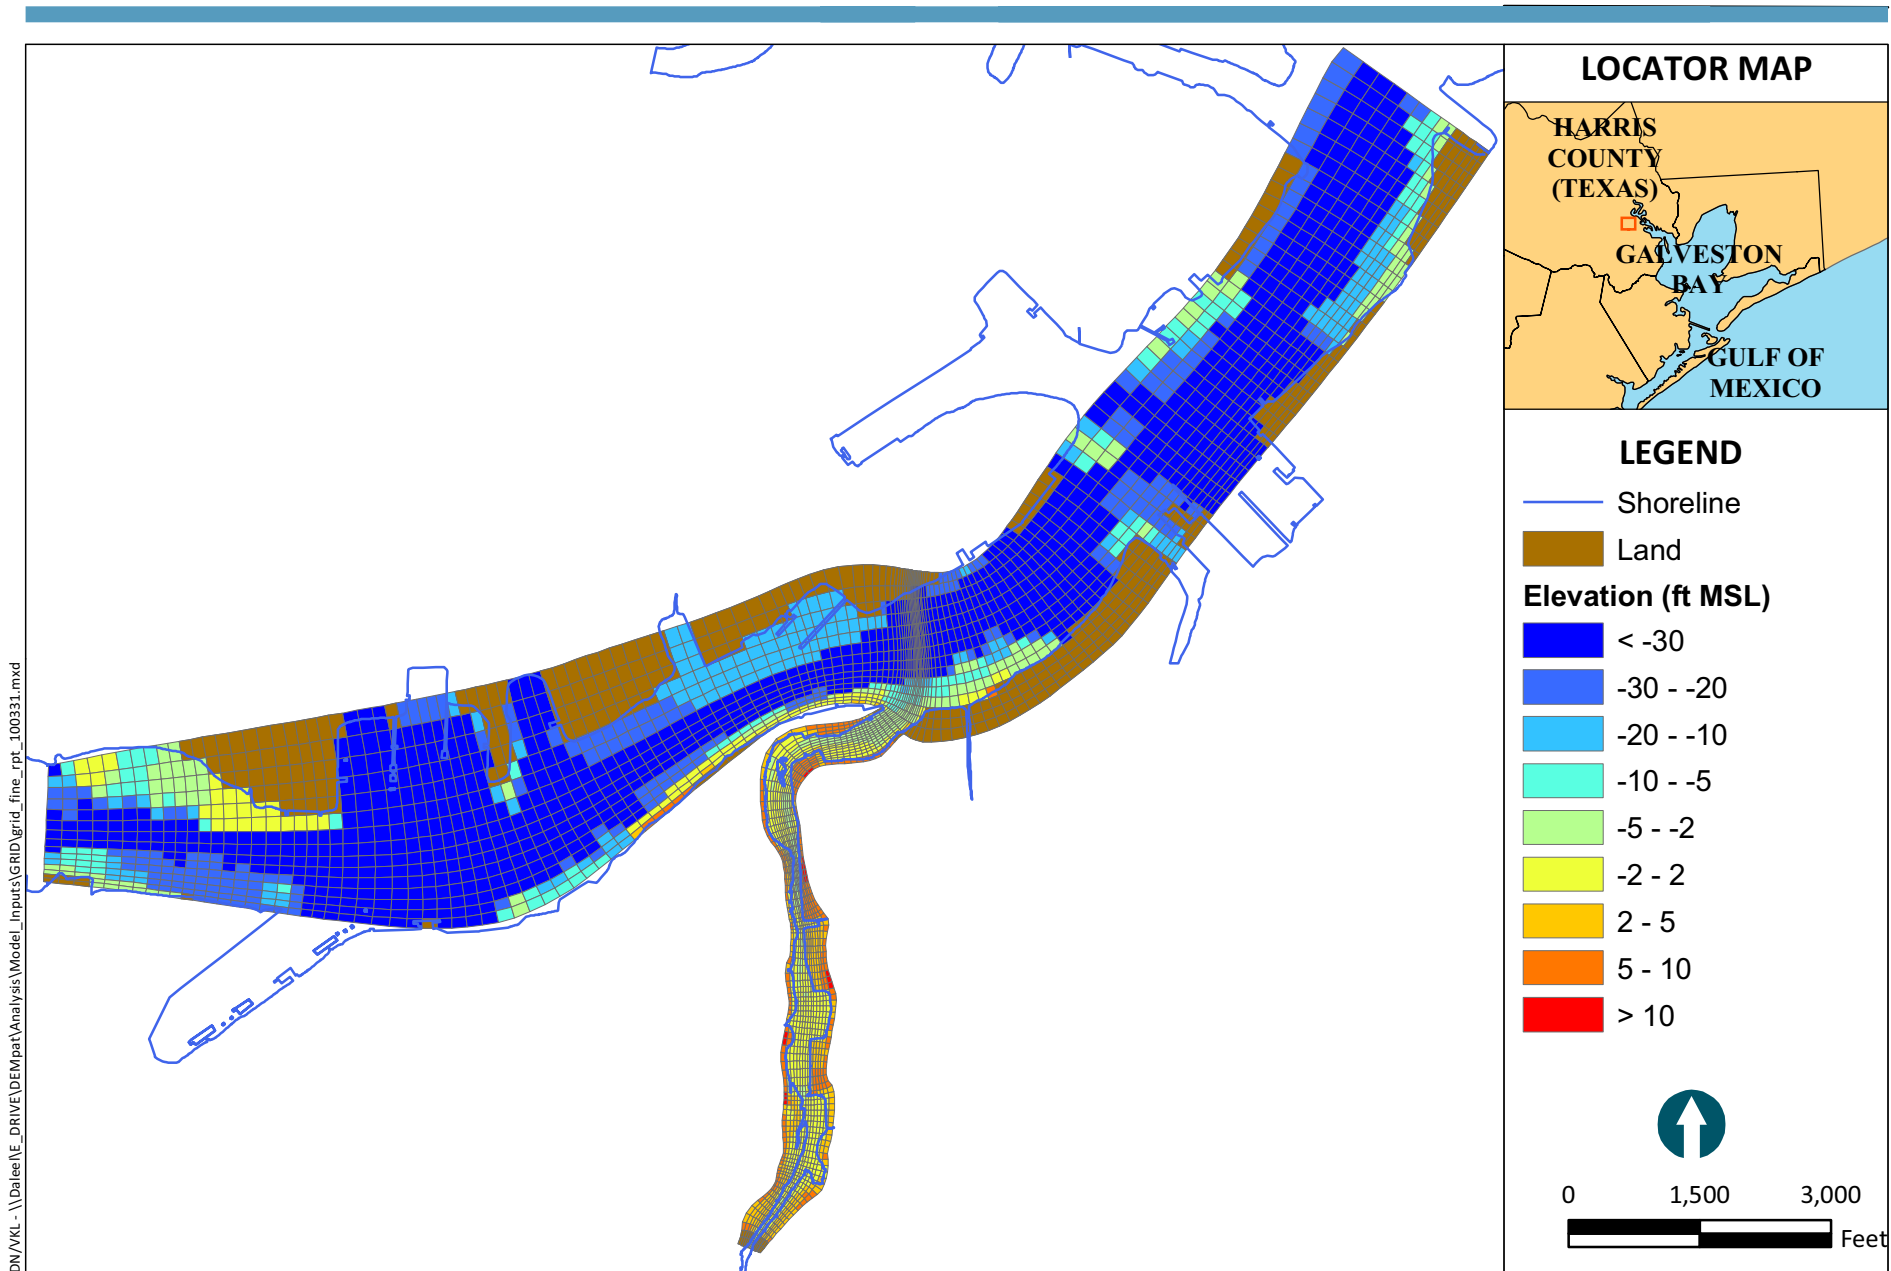 LOCATOR MAP
HARRIS
COUNTY
(TEXAS)
GALVESTON
BAY
GULF OF
MEXICO
LEGEND
Shoreline
Land
Elevation (ft MSL)
< -30
-30 - -20
-20 - -10
-10 - -5
-5 - -2
-2 - 2
2 - 5
5 - 10
> 10
0 1,500 3,000
Feet
DN/VKL - \\Dalee\E_DRIVE\DEMpat\Analysis\Model_Inputs\GRID\grid_fine_rpt_100331.mxd